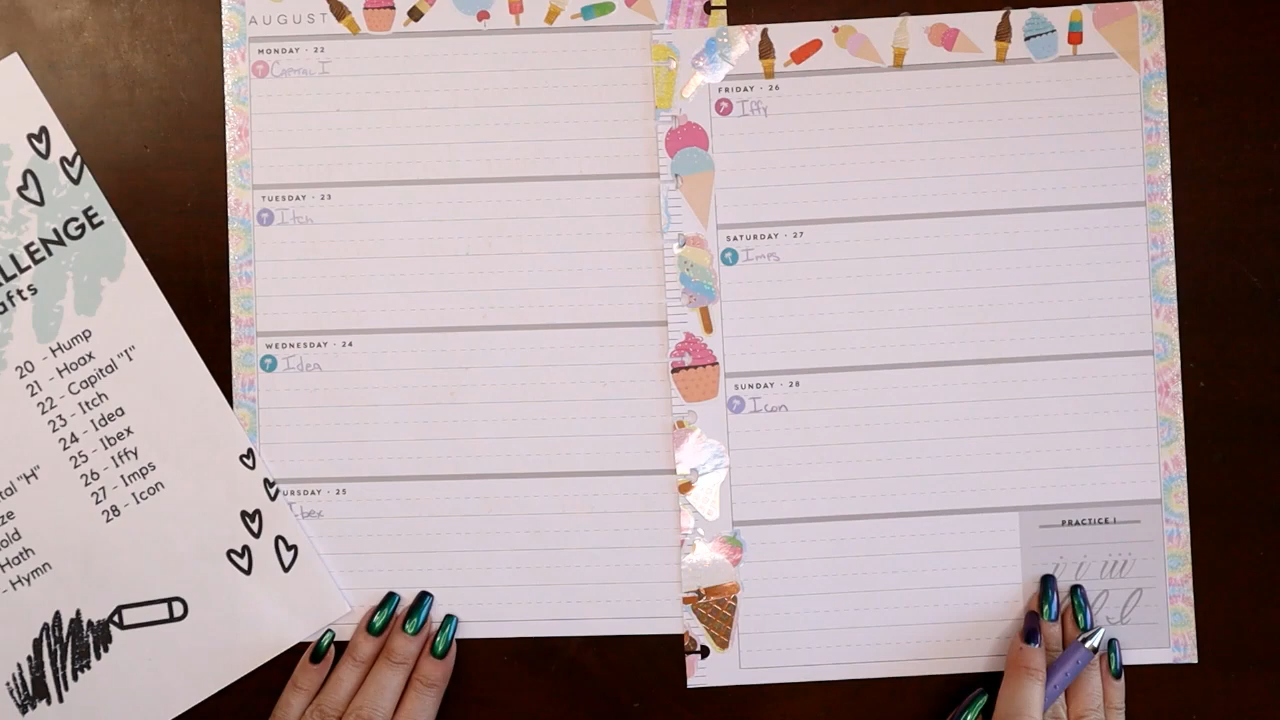 AUGUST
MONDAY · 22
Capital I
TUESDAY · 23
Itch
WEDNESDAY · 24
Idea
URSDAY · 25
Ibex
FRIDAY · 26
Iffy
SATURDAY · 27
Imps
SUNDAY · 28
Icon
PRACTICE I
i i iii
LLENGE
afts
20 - Hump
21 - Hoax
22 - Capital "I"
23 - Itch
24 - Idea
25 - Ibex
26 - Iffy
27 - Imps
28 - Icon
tal "H"
ze
old
Hath
- Hymn